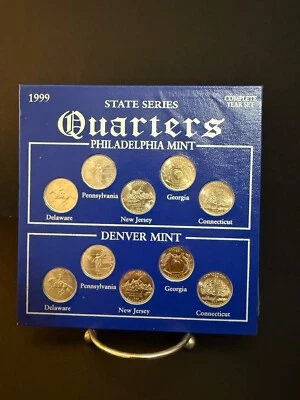 1999
STATE SERIES
COMPLETE
YEAR SET
Quarters
PHILADELPHIA MINT
Pennsylvania
Georgia
Delaware
New Jersey
Connecticut
DENVER MINT
Pennsylvania
Georgia
Delaware
New Jersey
Connecticut